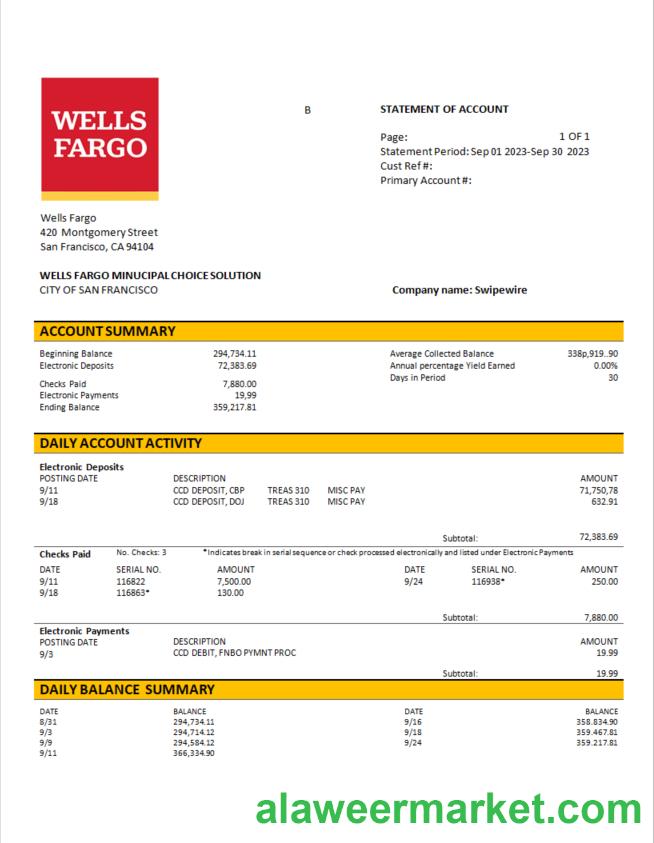 WELLS
FARGO
B
STATEMENT OF ACCOUNT
Page: 1 OF 1
Statement Period: Sep 01 2023-Sep 30 2023
Cust Ref #:
Primary Account #:
Wells Fargo
420 Montgomery Street
San Francisco, CA 94104
WELLS FARGO MINUCIPAL CHOICE SOLUTION
CITY OF SAN FRANCISCO
Company name: Swipewire
ACCOUNT SUMMARY
Beginning Balance 294,734.11 Average Collected Balance 338p,919..90
Electronic Deposits 72,383.69 Annual percentage Yield Earned 0.00%
Days in Period 30
Checks Paid 7,880.00
Electronic Payments 19,99
Ending Balance 359,217.81
DAILY ACCOUNT ACTIVITY
Electronic Deposits
POSTING DATE DESCRIPTION AMOUNT
9/11 CCD DEPOSIT, CBP TREAS 310 MISC PAY 71,750,78
9/18 CCD DEPOSIT, DOJ TREAS 310 MISC PAY 632.91
Subtotal: 72,383.69
Checks Paid No. Checks: 3 *Indicates break in serial sequence or check processed electronically and listed under Electronic Payments
DATE SERIAL NO. AMOUNT DATE SERIAL NO. AMOUNT
9/11 116822 7,500.00 9/24 116938* 250.00
9/18 116863* 130.00
Subtotal: 7,880.00
Electronic Payments
POSTING DATE DESCRIPTION AMOUNT
9/3 CCD DEBIT, FNBO PYMNT PROC 19.99
Subtotal: 19.99
DAILY BALANCE SUMMARY
DATE BALANCE DATE BALANCE
8/31 294,734.11 9/16 358.834.90
9/3 294,714.12 9/18 359.467.81
9/9 294,584.12 9/24 359.217.81
9/11 366,334.90
alaweermarket.com